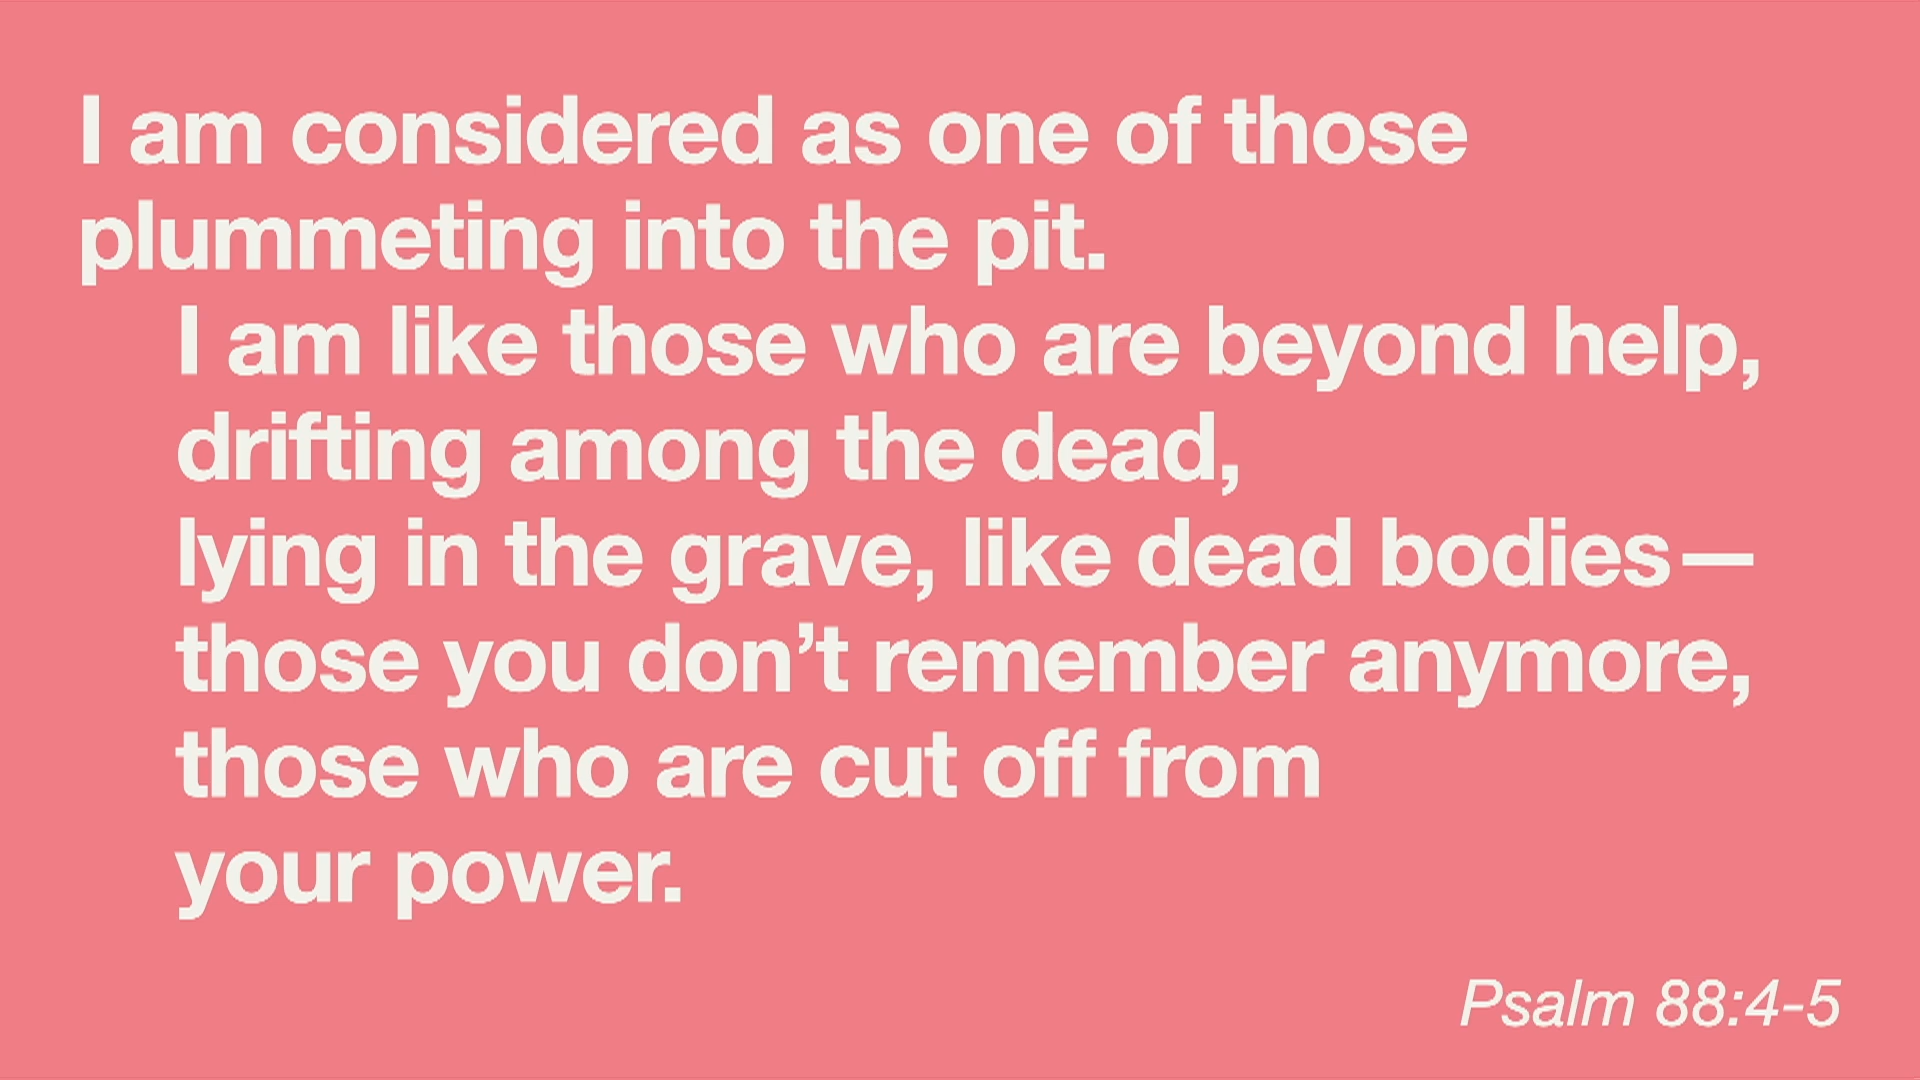 I am considered as one of those
plummeting into the pit.
I am like those who are beyond help,
drifting among the dead,
lying in the grave, like dead bodies—
those you don’t remember anymore,
those who are cut off from
your power.
Psalm 88:4-5